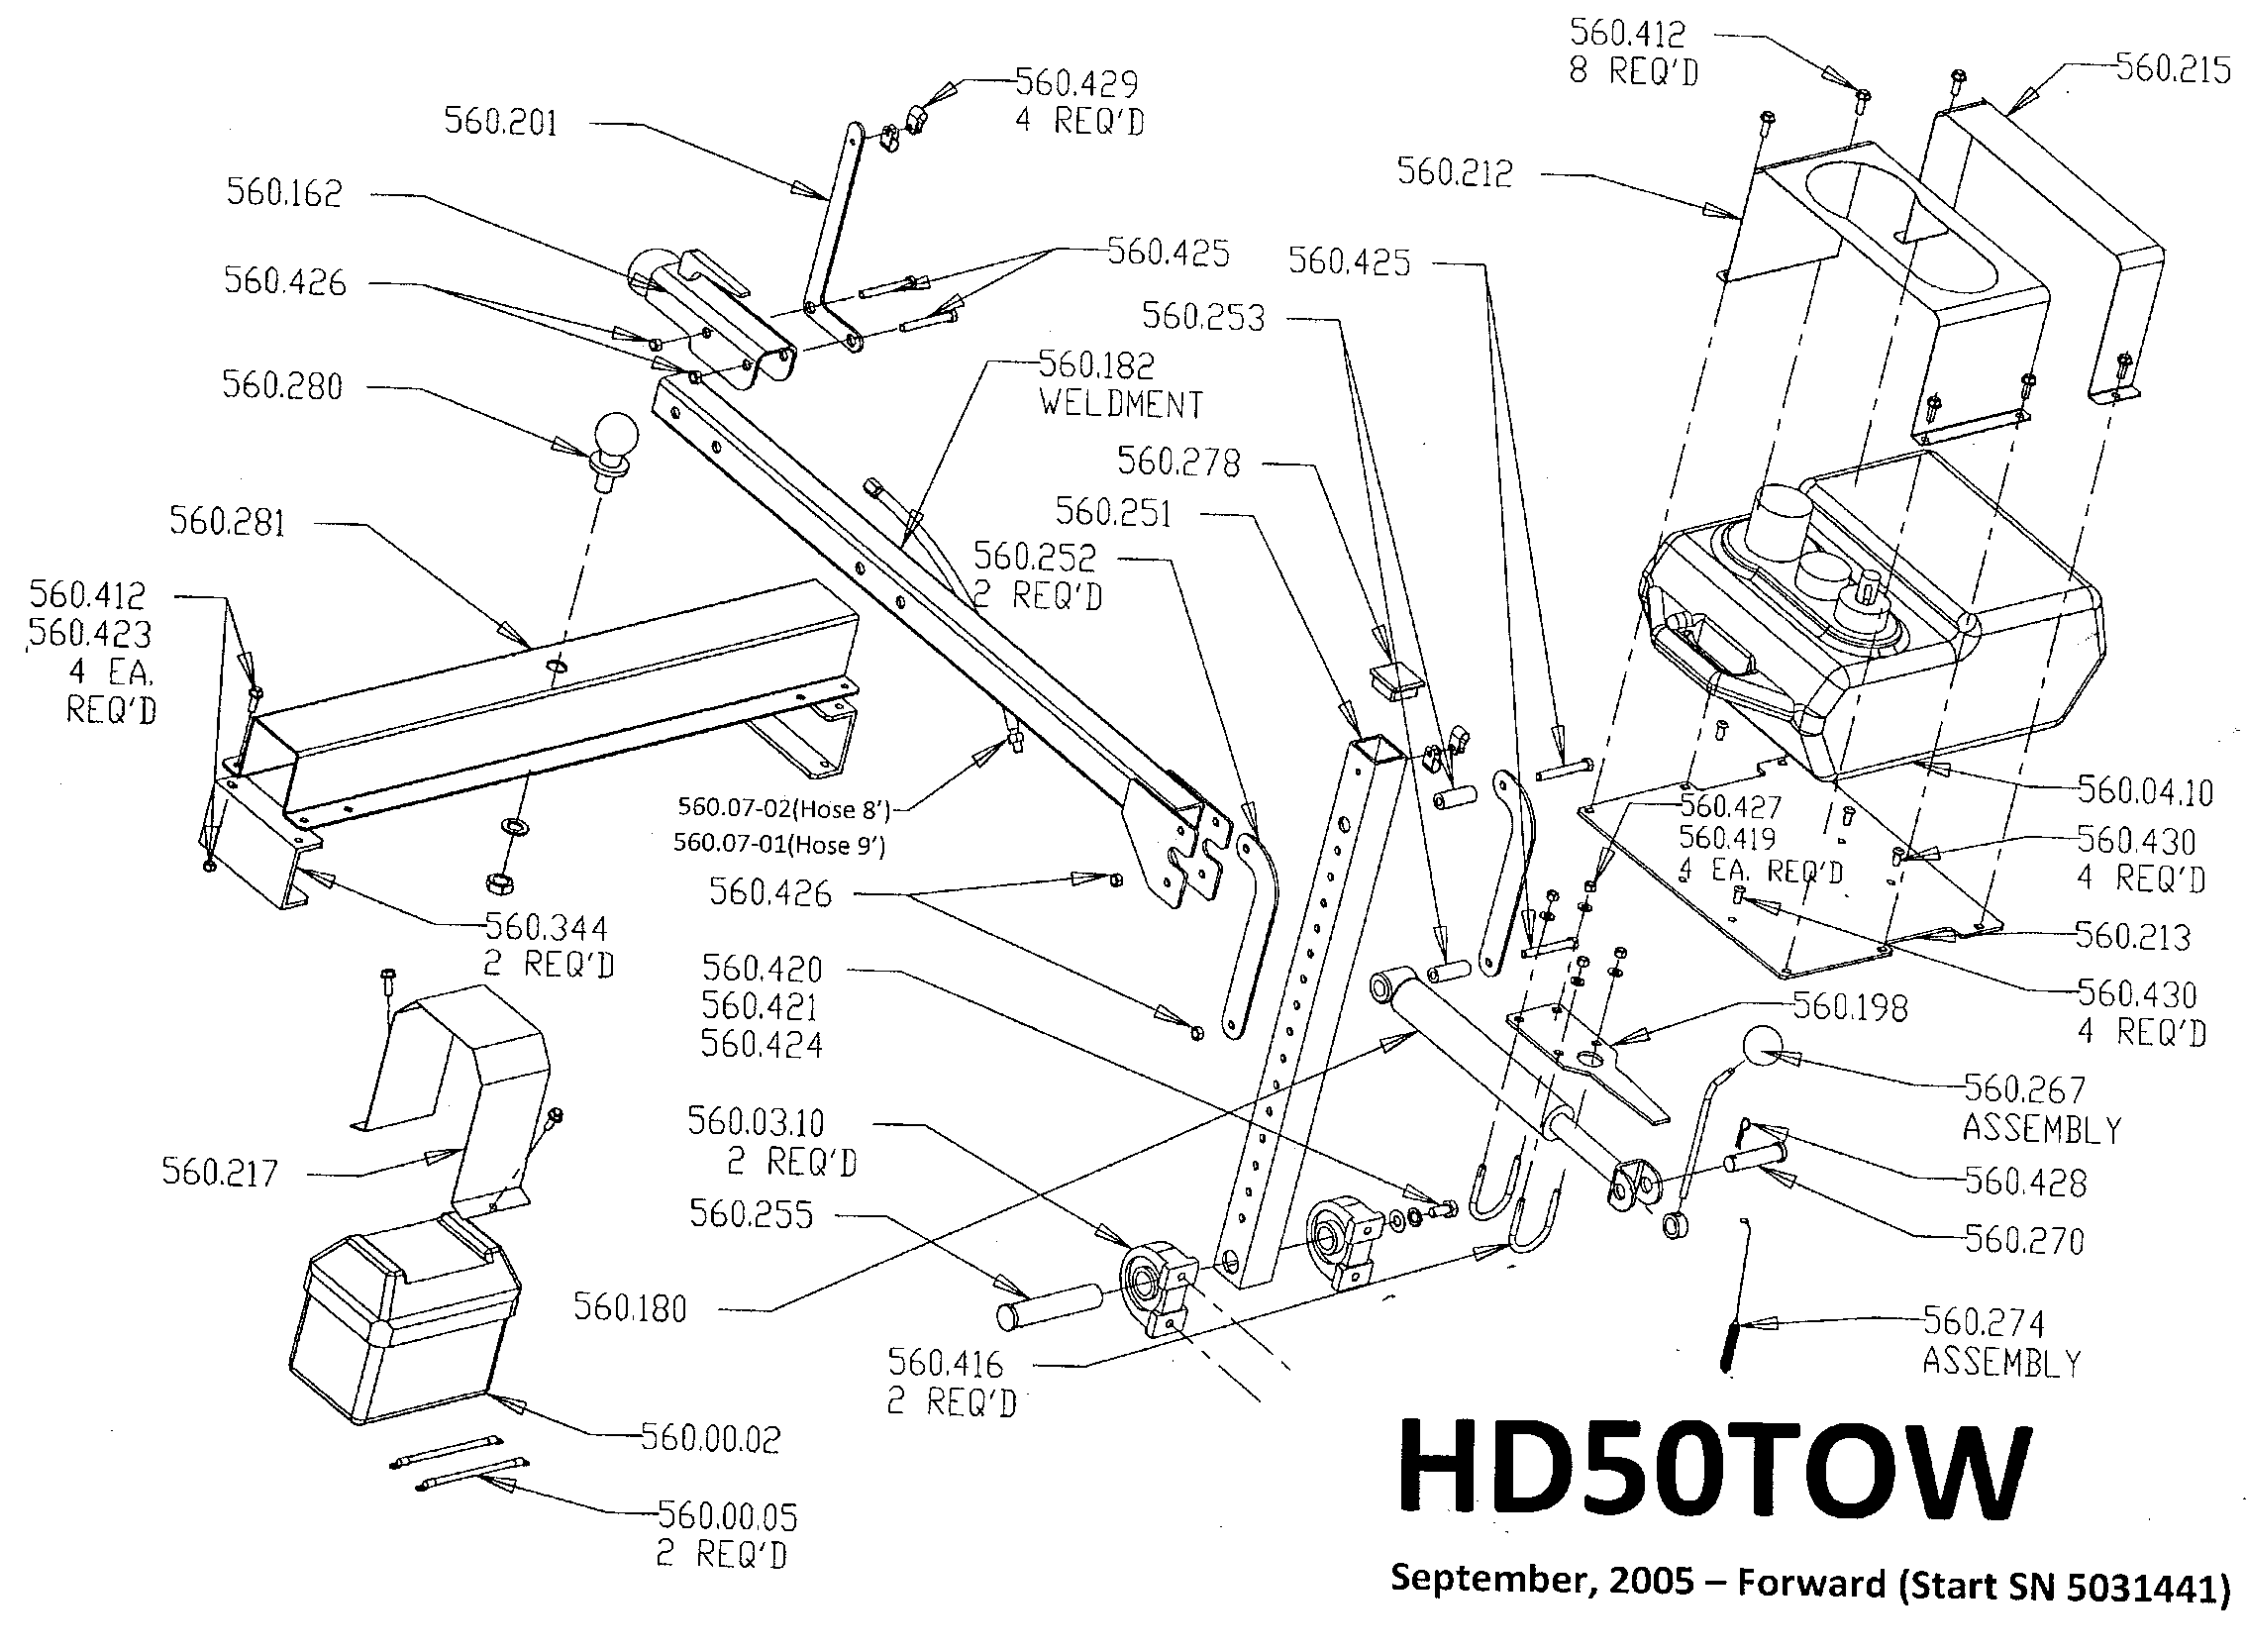 560.412
8 REQ'D
560.215
560.429
4 REQ'D
560.201
560.212
560.162
560.425
560.425
560.426
560.253
560.182
WELDMENT
560.280
560.278
560.251
560.281
560.252
2 REQ'D
560.412
560.423
4 EA.
REQ'D
560.07-02(Hose 8')
560.07-01(Hose 9')
560.427
560.419
4 EA. REQ'D
560.04.10
560.430
4 REQ'D
560.426
560.344
2 REQ'D
560.213
560.420
560.421
560.424
560.198
560.430
4 REQ'D
560.267
ASSEMBLY
560.03.10
2 REQ'D
560.217
560.428
560.255
560.270
560.180
560.274
ASSEMBLY
560.416
2 REQ'D
560.00.02
560.00.05
2 REQ'D
HD50TOW
September, 2005 – Forward (Start SN 5031441)